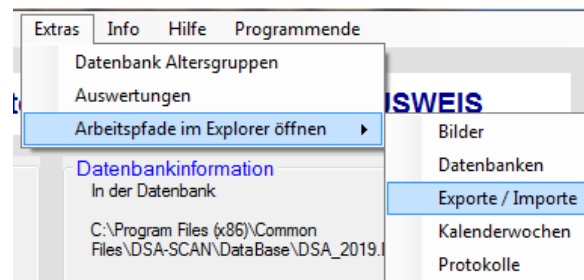 Extras Info Hilfe Programmende
Datenbank Altersgruppen
Auswertungen
ISWEIS
Arbeitspfade im Explorer öffnen
Bilder
Datenbanken
Exporte / Importe
Kalenderwochen
Protokolle
Datenbankinformation
In der Datenbank
C:\Program Files (x86)\Common
Files\DSA-SCAN\DataBase\DSA_2019.